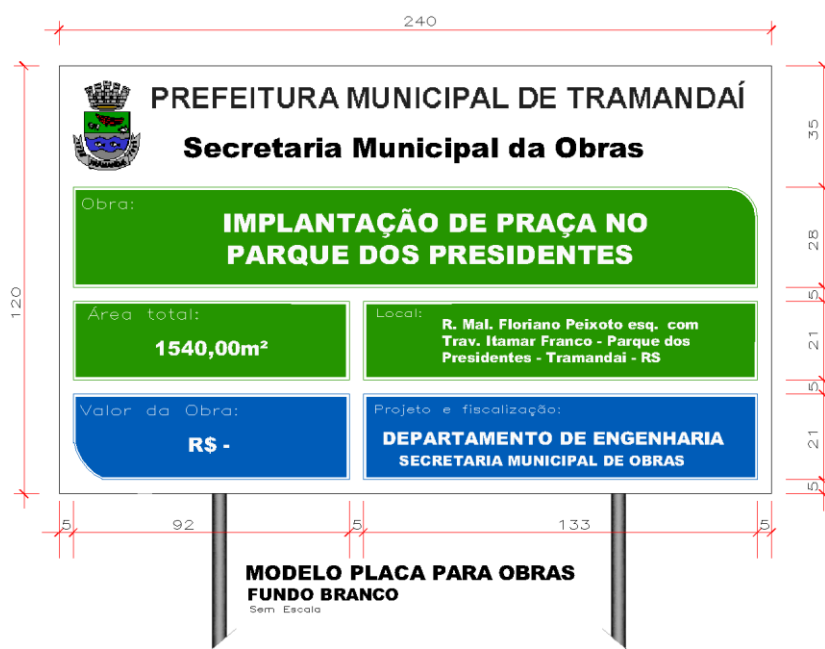 240
PREFEITURA MUNICIPAL DE TRAMANDAÍ
Secretaria Municipal da Obras
35
Obra:
IMPLANTAÇÃO DE PRAÇA NO
PARQUE DOS PRESIDENTES
28
120
5
Área total:
1540,00m²
Local:
R. Mal. Floriano Peixoto esq. com
Trav. Itamar Franco - Parque dos
Presidentes - Tramandai - RS
21
5
Valor da Obra:
R$ -
Projeto e fiscalização:
DEPARTAMENTO DE ENGENHARIA
SECRETARIA MUNICIPAL DE OBRAS
21
5
5 92 5 133 5
MODELO PLACA PARA OBRAS
FUNDO BRANCO
Sem Escala